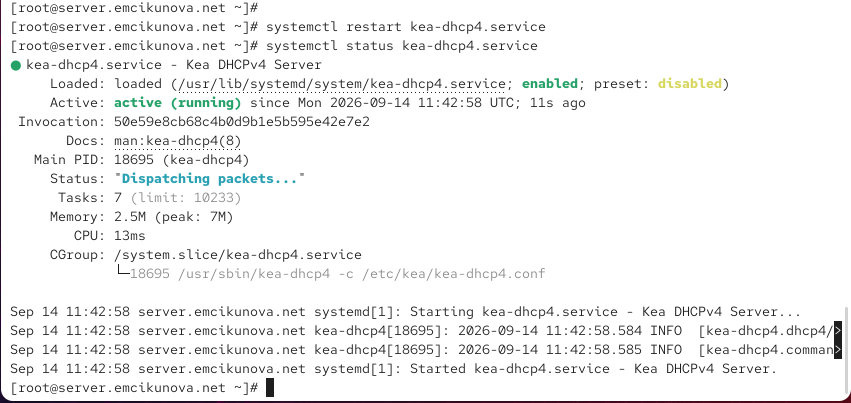 [root@server.emcikunova.net ~]#
[root@server.emcikunova.net ~]# systemctl restart kea-dhcp4.service
[root@server.emcikunova.net ~]# systemctl status kea-dhcp4.service
● kea-dhcp4.service - Kea DHCPv4 Server
     Loaded: loaded (/usr/lib/systemd/system/kea-dhcp4.service; enabled; preset: disabled)
     Active: active (running) since Mon 2026-09-14 11:42:58 UTC; 11s ago
 Invocation: 50e59e8cb68c4b0d9b1e5b595e42e7e2
       Docs: man:kea-dhcp4(8)
   Main PID: 18695 (kea-dhcp4)
     Status: "Dispatching packets..."
      Tasks: 7 (limit: 10233)
     Memory: 2.5M (peak: 7M)
        CPU: 13ms
     CGroup: /system.slice/kea-dhcp4.service
             └─18695 /usr/sbin/kea-dhcp4 -c /etc/kea/kea-dhcp4.conf
Sep 14 11:42:58 server.emcikunova.net systemd[1]: Starting kea-dhcp4.service - Kea DHCPv4 Server...
Sep 14 11:42:58 server.emcikunova.net kea-dhcp4[18695]: 2026-09-14 11:42:58.584 INFO  [kea-dhcp4.dhcp4/>
Sep 14 11:42:58 server.emcikunova.net kea-dhcp4[18695]: 2026-09-14 11:42:58.585 INFO  [kea-dhcp4.comman>
Sep 14 11:42:58 server.emcikunova.net systemd[1]: Started kea-dhcp4.service - Kea DHCPv4 Server.
[root@server.emcikunova.net ~]#